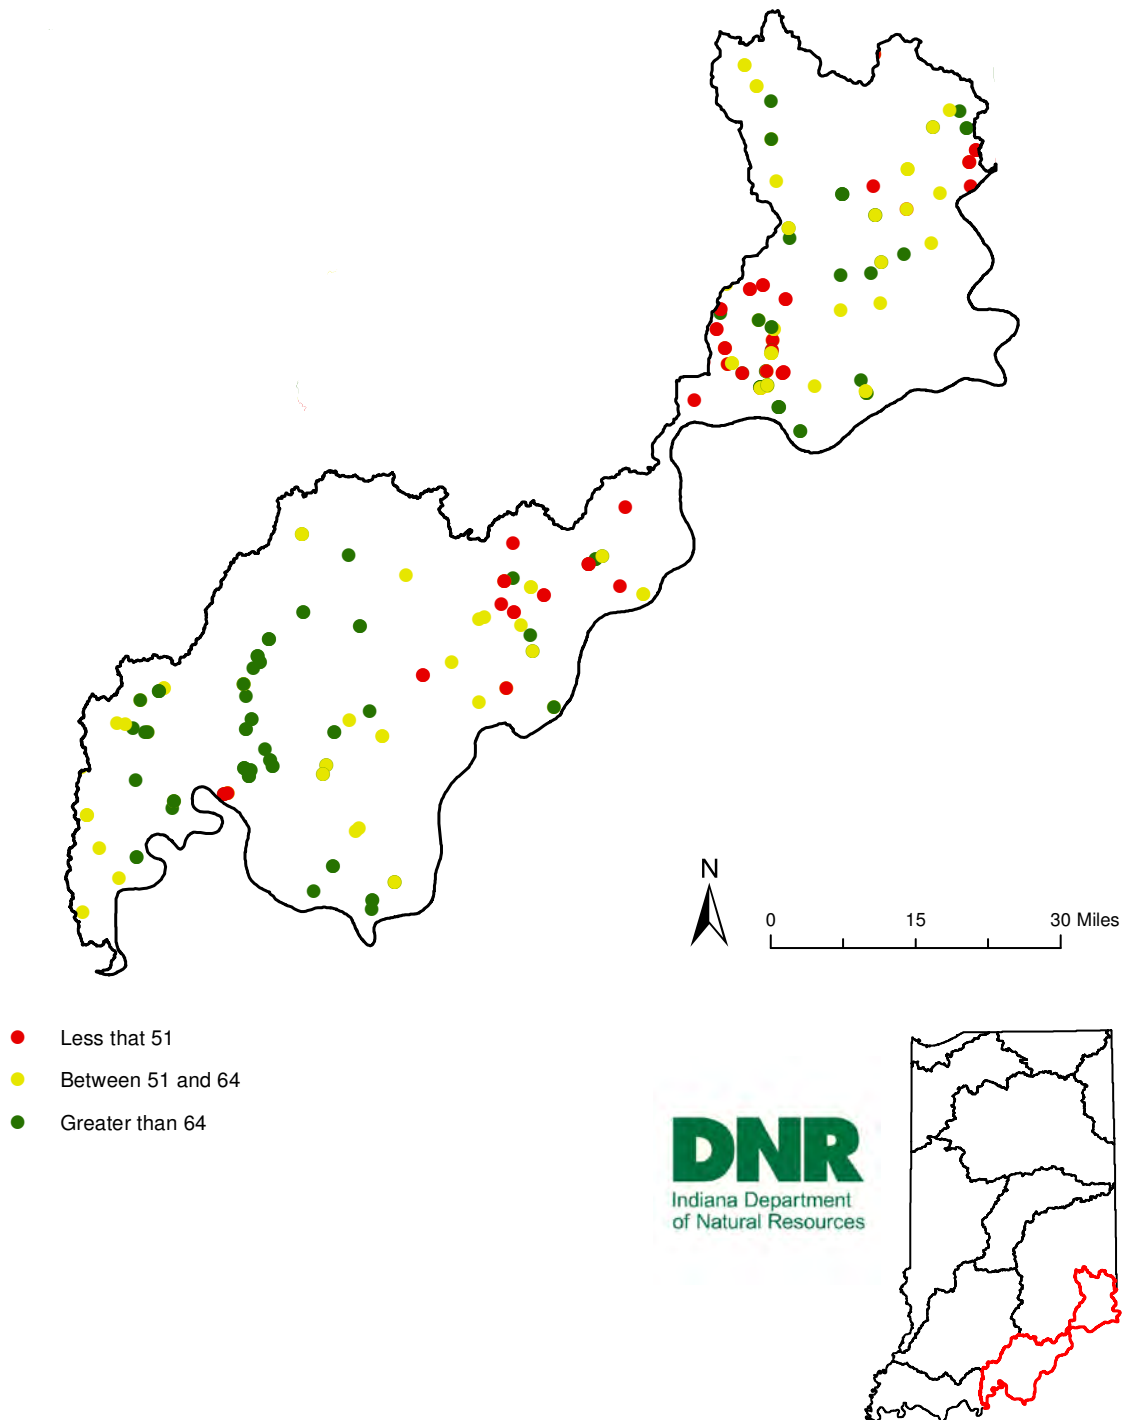 N
0 15 30 Miles
Less that 51
Between 51 and 64
Greater than 64
DNR
Indiana Department
of Natural Resources